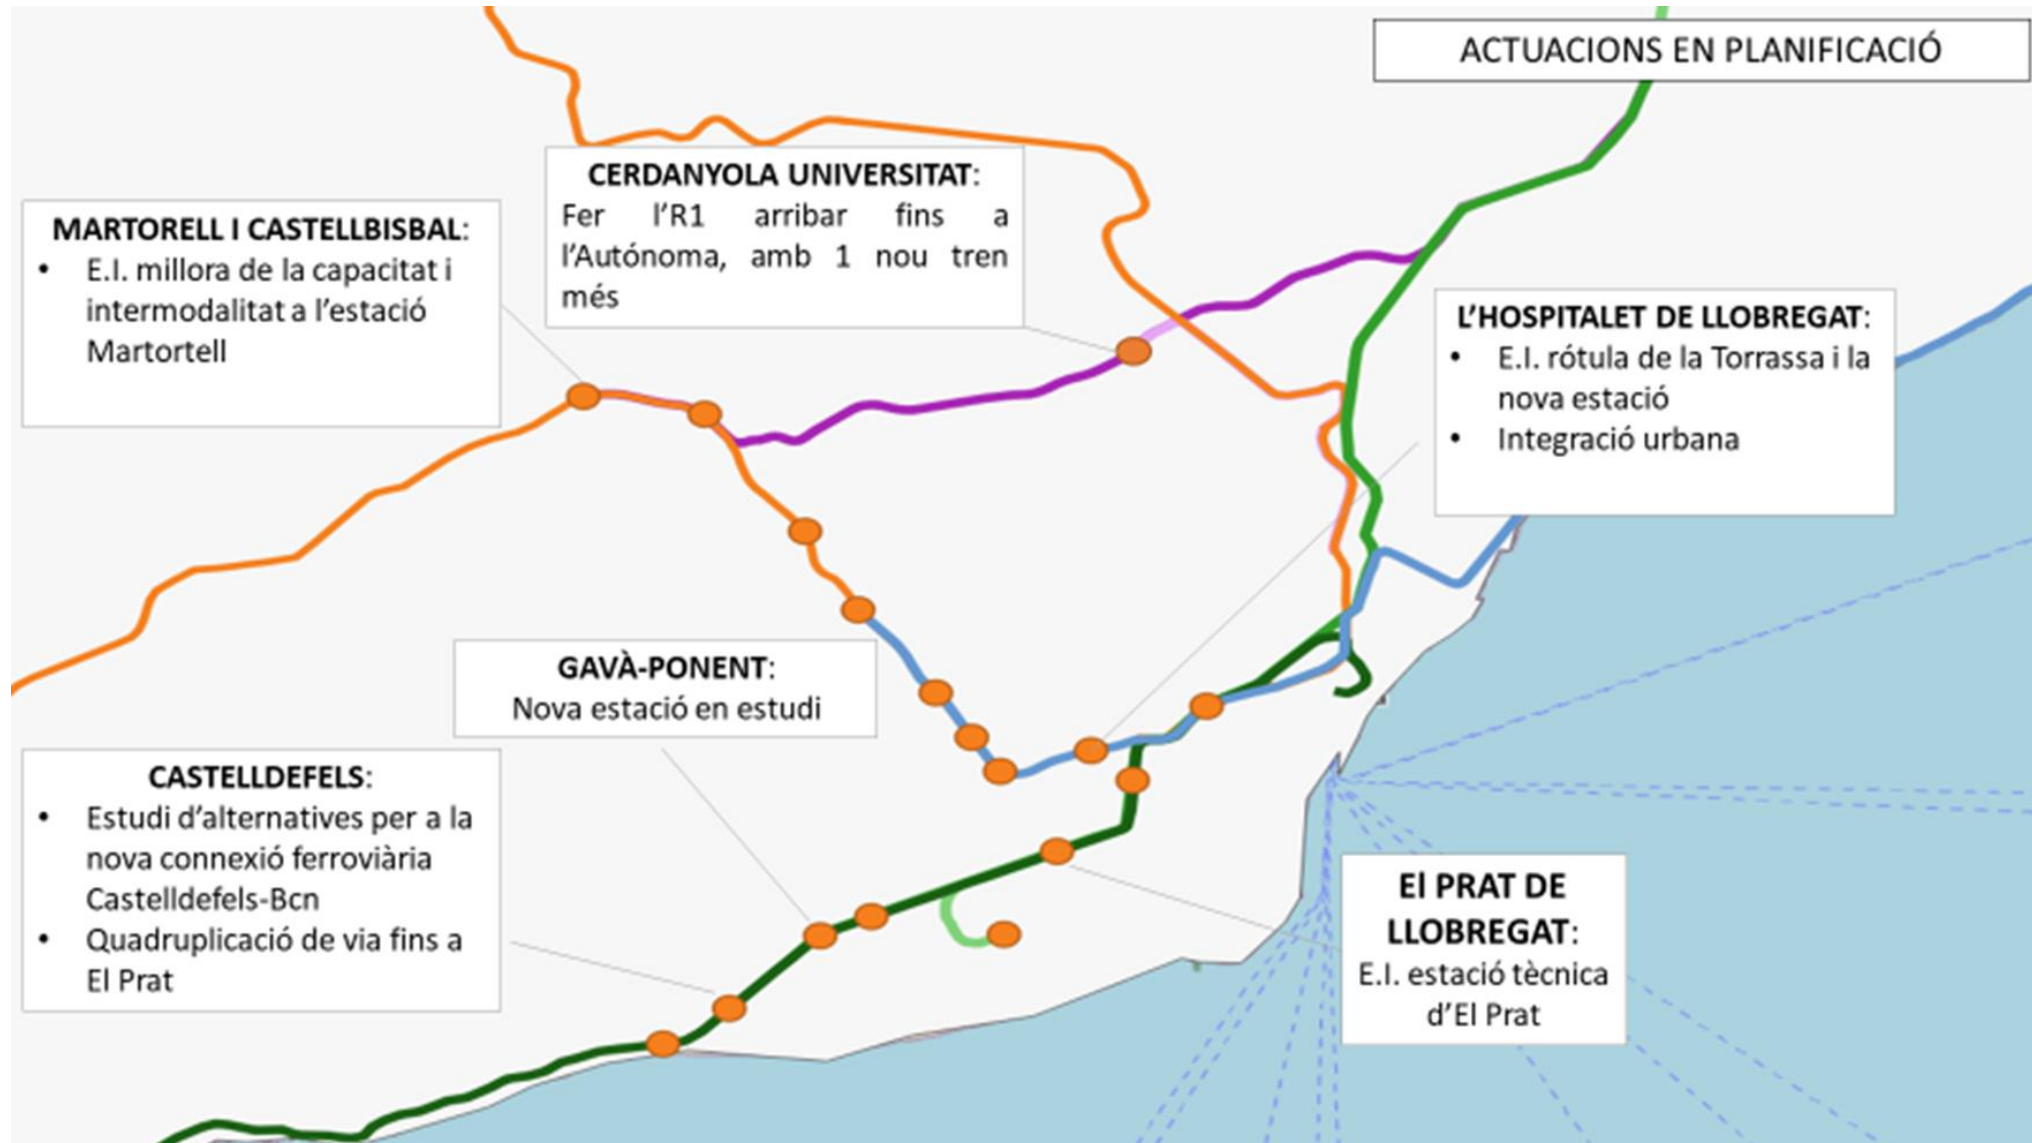 ACTUACIONS EN PLANIFICACIÓ
CERDANYOLA UNIVERSITAT:
Fer l'R1 arribar fins a
l'Autónoma, amb 1 nou tren
més
MARTORELL I CASTELLBISBAL:
• E.I. millora de la capacitat i
intermodalitat a l'estació
Martortell
L'HOSPITALET DE LLOBREGAT:
• E.I. rótula de la Torrassa i la
nova estació
• Integració urbana
GAVÀ-PONENT:
Nova estació en estudi
CASTELLDEFELS:
• Estudi d'alternatives per a la
nova connexió ferroviària
Castelldefels-Bcn
• Quadruplicació de via fins a
El Prat
El PRAT DE
LLOBREGAT:
E.I. estació tècnica
d'El Prat